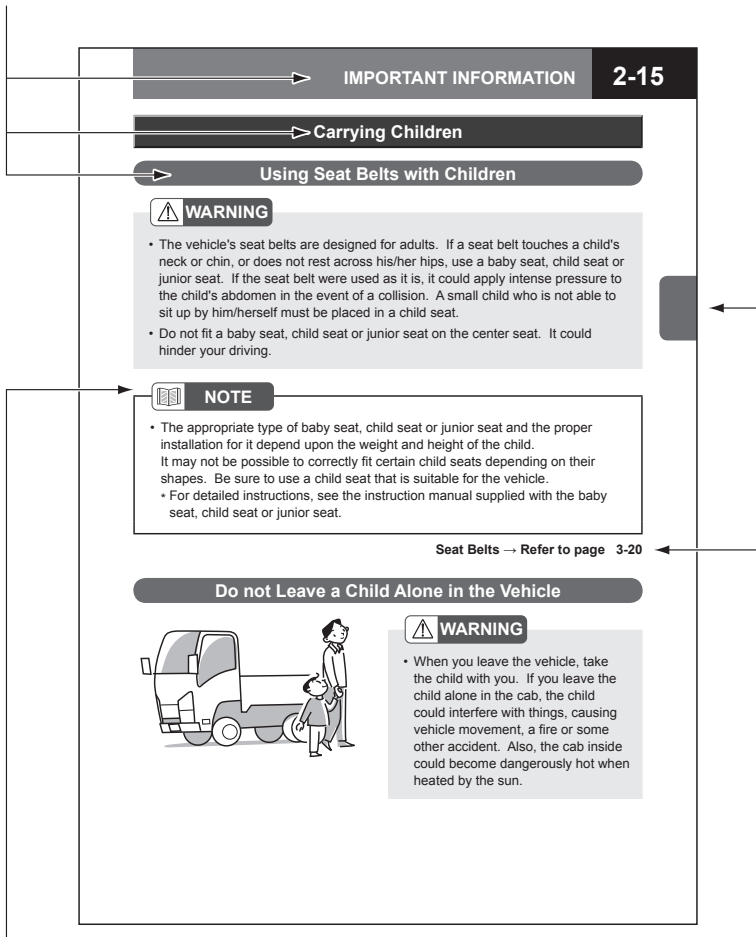 IMPORTANT INFORMATION 2-15
Carrying Children
Using Seat Belts with Children
WARNING
• The vehicle's seat belts are designed for adults. If a seat belt touches a child's
neck or chin, or does not rest across his/her hips, use a baby seat, child seat or
junior seat. If the seat belt were used as it is, it could apply intense pressure to
the child's abdomen in the event of a collision. A small child who is not able to
sit up by him/herself must be placed in a child seat.
• Do not fit a baby seat, child seat or junior seat on the center seat. It could
hinder your driving.
NOTE
• The appropriate type of baby seat, child seat or junior seat and the proper
installation for it depend upon the weight and height of the child.
It may not be possible to correctly fit certain child seats depending on their
shapes. Be sure to use a child seat that is suitable for the vehicle.
* For detailed instructions, see the instruction manual supplied with the baby
seat, child seat or junior seat.
Seat Belts → Refer to page 3-20
Do not Leave a Child Alone in the Vehicle
WARNING
• When you leave the vehicle, take
the child with you. If you leave the
child alone in the cab, the child
could interfere with things, causing
vehicle movement, a fire or some
other accident. Also, the cab inside
could become dangerously hot when
heated by the sun.